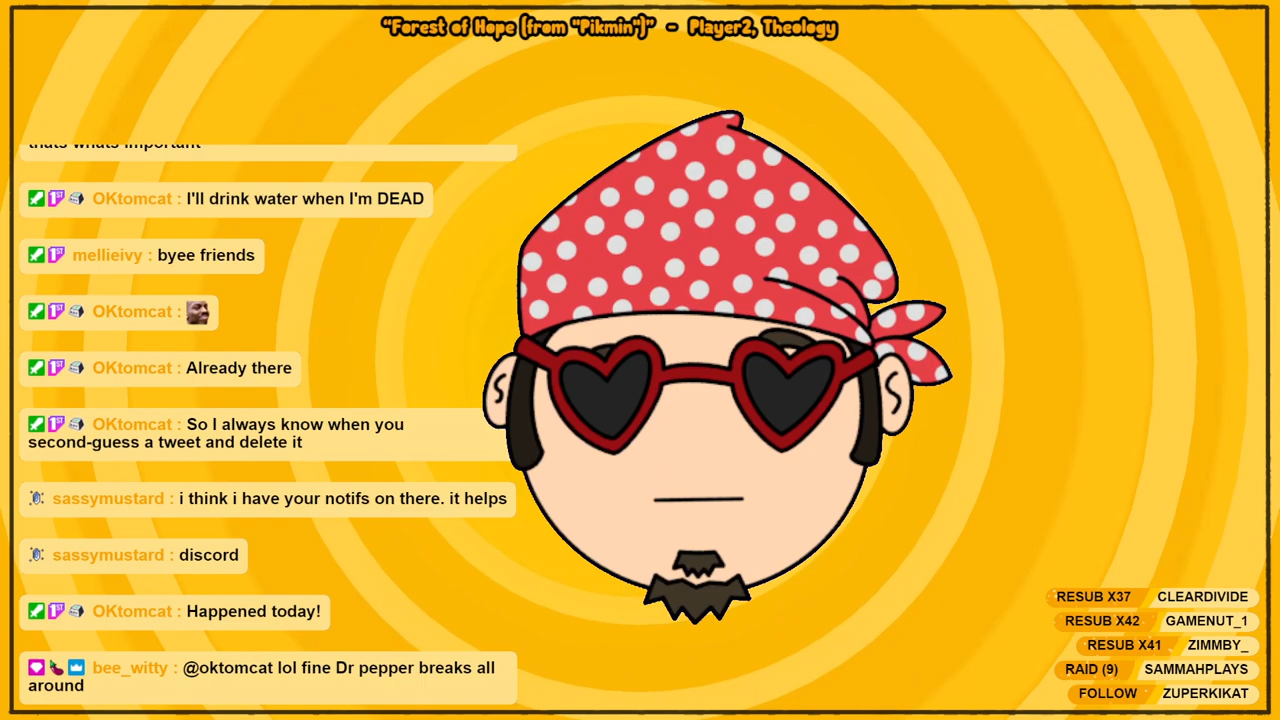 "Forest of Hope (from "Pikmin")" - Player2, Theology
thats whats important
OKtomcat : I'll drink water when I'm DEAD
mellieivy : byee friends
OKtomcat :
OKtomcat : Already there
OKtomcat : So I always know when you
second-guess a tweet and delete it
sassymustard : i think i have your notifs on there. it helps
sassymustard : discord
OKtomcat : Happened today!
bee_witty : @oktomcat lol fine Dr pepper breaks all
around
RESUB X37 CLEARDIVIDE
RESUB X42 GAMENUT_1
RESUB X41 ZIMMBY_
RAID (9) SAMMAHPLAYS
FOLLOW ZUPERKIKAT